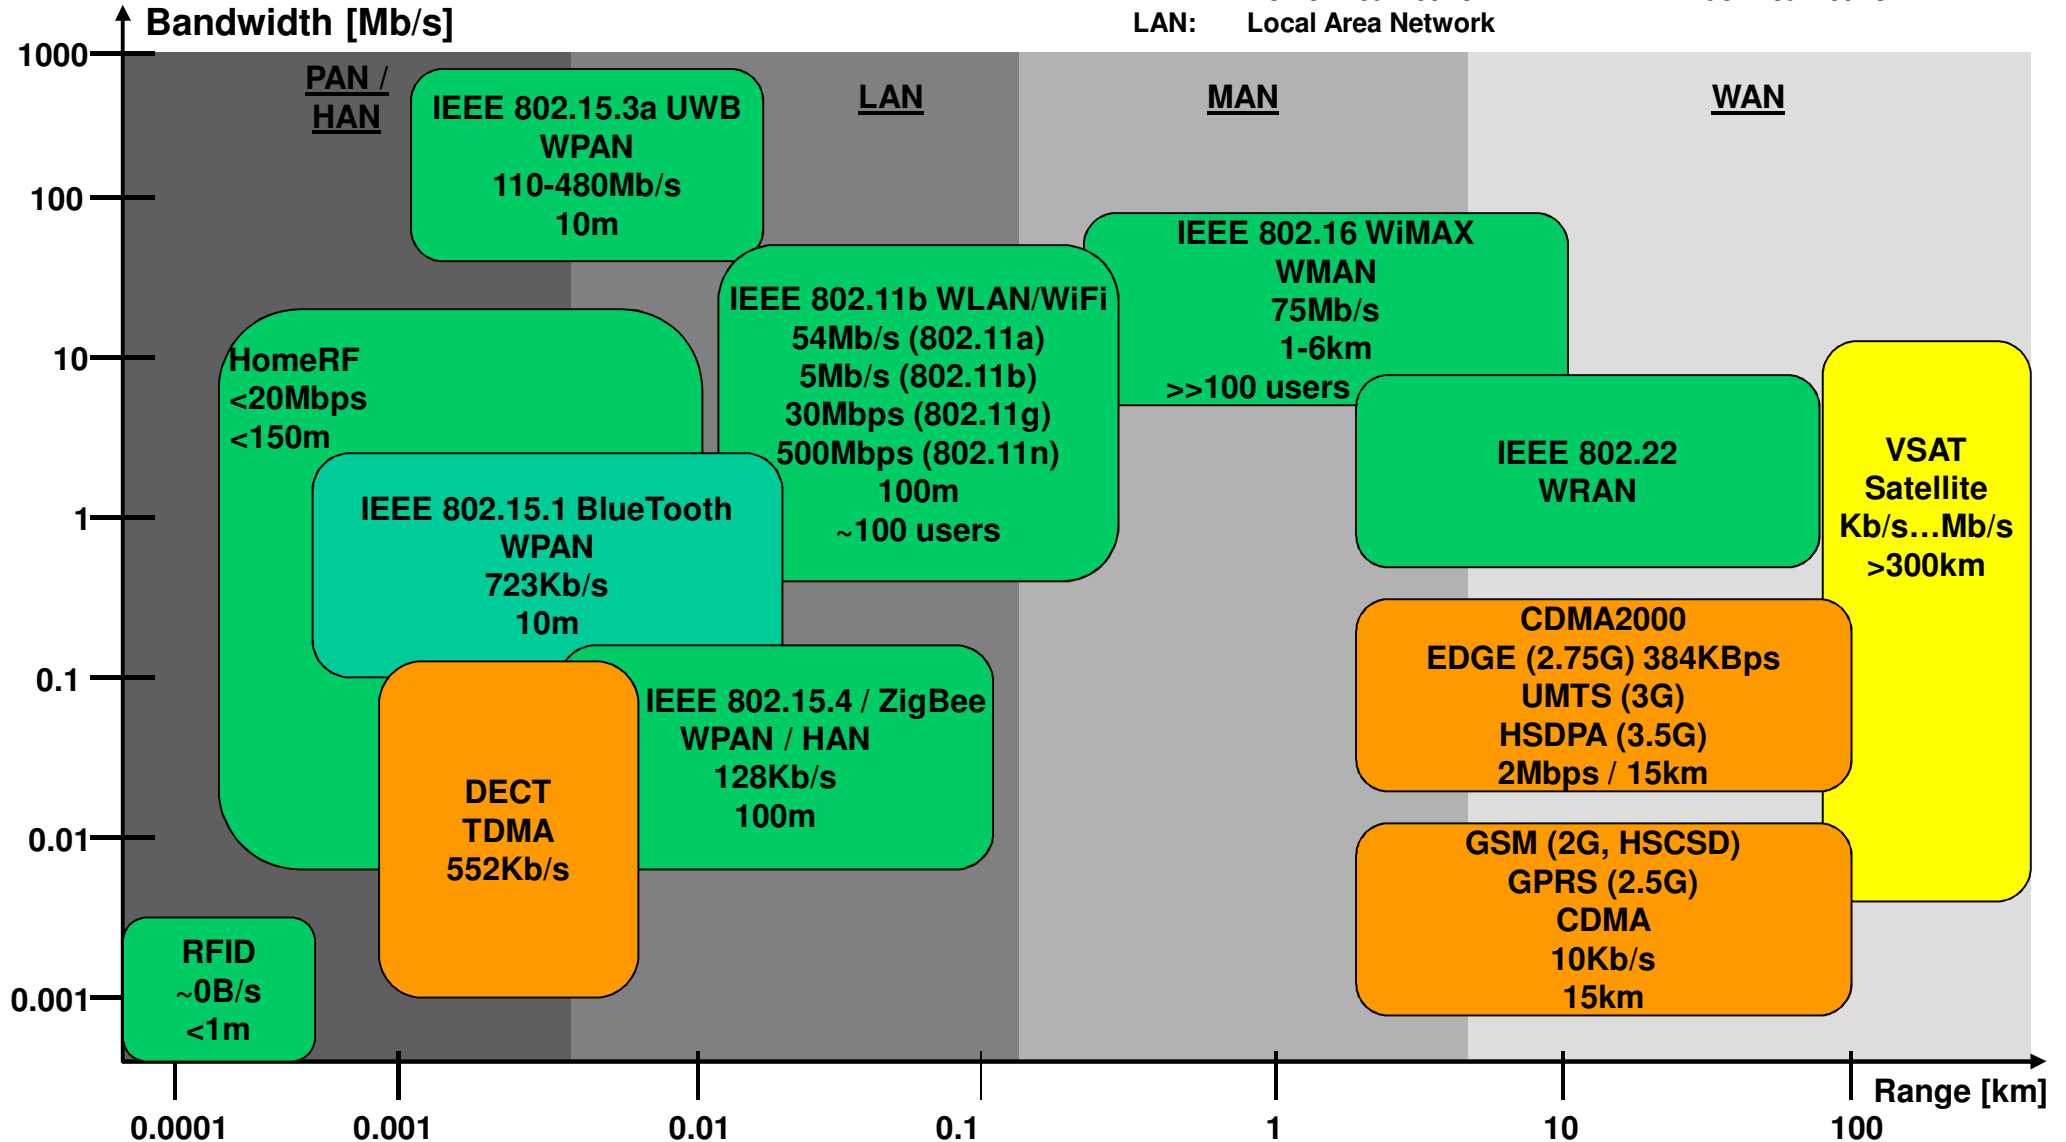 Bandwidth [Mb/s]
LAN: Local Area Network
1000
100
10
1
0.1
0.01
0.001
PAN /
HAN
LAN
MAN
WAN
IEEE 802.15.3a UWB
WPAN
110-480Mb/s
10m
IEEE 802.16 WiMAX
WMAN
75Mb/s
1-6km
>>100 users
IEEE 802.11b WLAN/WiFi
54Mb/s (802.11a)
5Mb/s (802.11b)
30Mbps (802.11g)
500Mbps (802.11n)
100m
~100 users
HomeRF
<20Mbps
<150m
IEEE 802.22
WRAN
VSAT
Satellite
Kb/s...Mb/s
>300km
IEEE 802.15.1 BlueTooth
WPAN
723Kb/s
10m
CDMA2000
EDGE (2.75G) 384KBps
UMTS (3G)
HSDPA (3.5G)
2Mbps / 15km
IEEE 802.15.4 / ZigBee
WPAN / HAN
128Kb/s
100m
DECT
TDMA
552Kb/s
GSM (2G, HSCSD)
GPRS (2.5G)
CDMA
10Kb/s
15km
RFID
~0B/s
<1m
Range [km]
0.0001
0.001
0.01
0.1
1
10
100